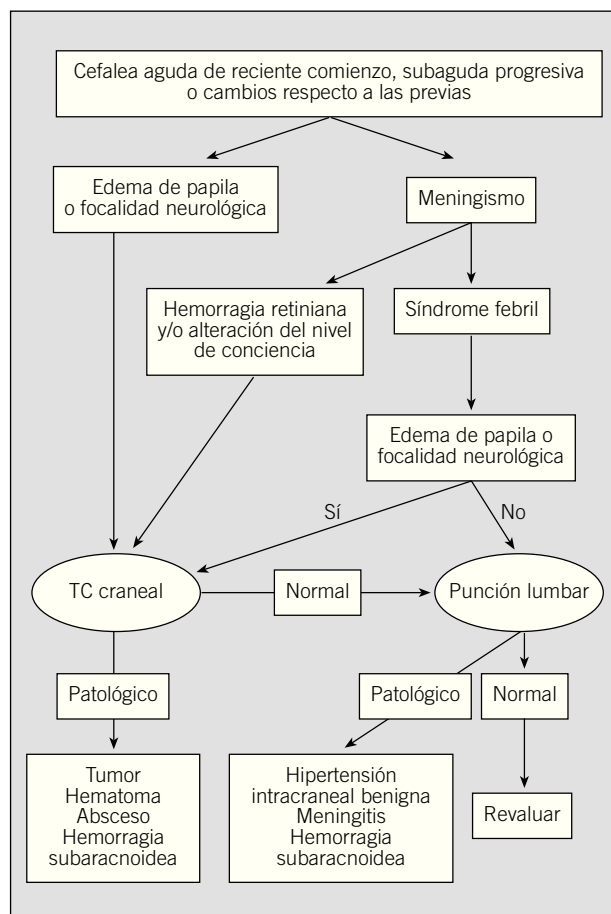 Cefalea aguda de reciente comienzo, subaguda progresiva
o cambios respecto a las previas
Edema de papila
o focalidad neurológica
Meningismo
Hemorragia retiniana
y/o alteración del nivel
de conciencia
Síndrome febril
Edema de papila o
focalidad neurológica
Sí
No
TC craneal
Normal
Punción lumbar
Patológico
Patológico
Normal
Tumor
Hematoma
Absceso
Hemorragia
subaracnoidea
Hipertensión
intracraneal benigna
Meningitis
Hemorragia
subaracnoidea
Revaluar